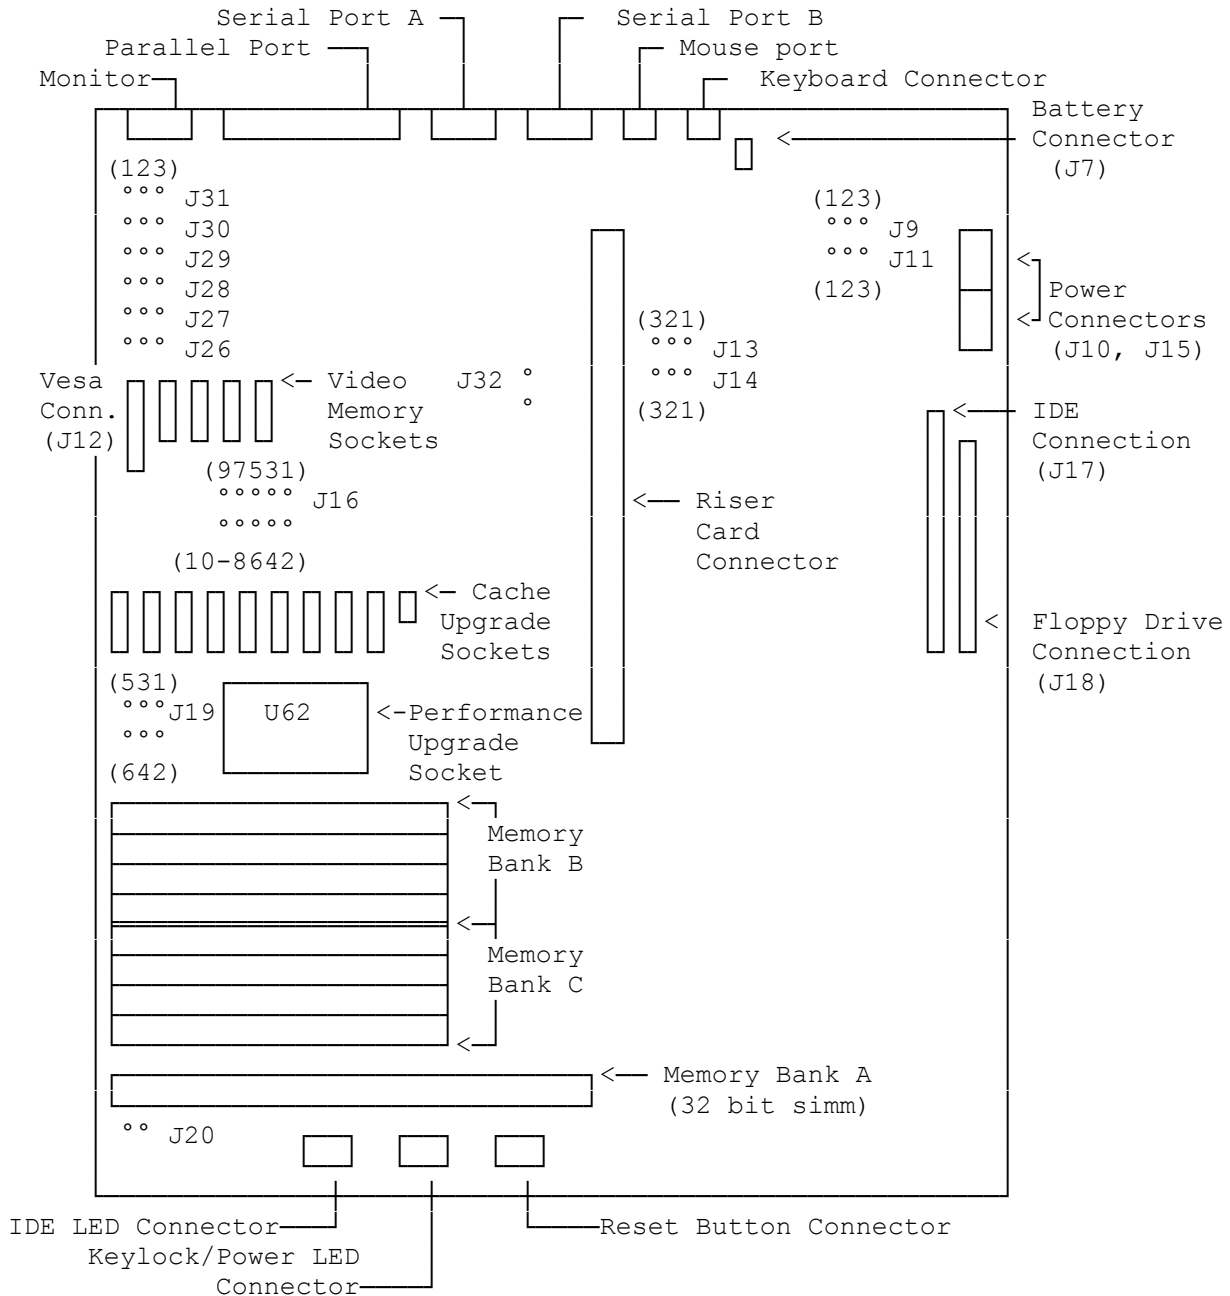 Serial Port A Serial Port B
Parallel Port Mouse port
Monitor Keyboard Connector
Battery
Connector
(123) (J7)
°°° J31 (123)
°°° J30 °°° J9
°°° J29 °°° J11
°°° J28 (123) Power
°°° J27 (321) Connectors
°°° J26 °°° J13 (J10, J15)
Vesa <— Video J32 ° °°° J14
Conn. Memory ° (321) <—— IDE
(J12) Sockets Connection
(97531) (J17)
°°°°° J16 <—— Riser
°°°°° Card
(10-8642) Connector
<— Cache
Upgrade < Floppy Drive
Sockets Connection
(531) (J18)
°°°J19 U62 <-Performance
°°° Upgrade
(642) Socket
Memory
Bank B
Memory
Bank C
<—— Memory Bank A
(32 bit simm)
°° J20
IDE LED Connector Reset Button Connector
Keylock/Power LED
Connector